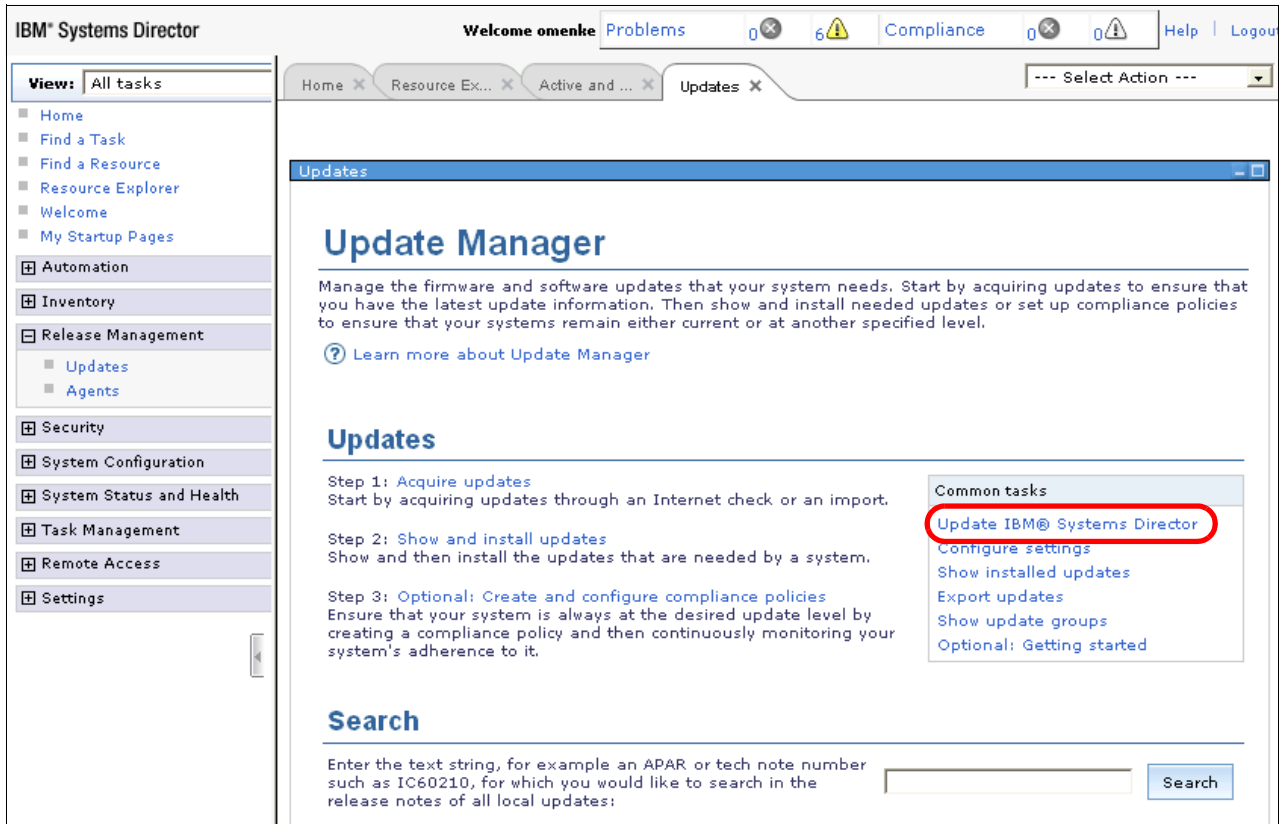 IBM® Systems Director
Welcome omenke Problems 0 6 Compliance 0 0 Help | Logout
View: All tasks
Home Resource Ex... Active and ... Updates --- Select Action ---
Home
Find a Task
Find a Resource
Resource Explorer
Welcome
My Startup Pages
Automation
Inventory
Release Management
Updates
Agents
Security
System Configuration
System Status and Health
Task Management
Remote Access
Settings
Updates
Update Manager
Manage the firmware and software updates that your system needs. Start by acquiring updates to ensure that
you have the latest update information. Then show and install needed updates or set up compliance policies
to ensure that your systems remain either current or at another specified level.
? Learn more about Update Manager
Updates
Step 1: Acquire updates
Start by acquiring updates through an Internet check or an import.
Step 2: Show and install updates
Show and then install the updates that are needed by a system.
Step 3: Optional: Create and configure compliance policies
Ensure that your system is always at the desired update level by
creating a compliance policy and then continuously monitoring your
system's adherence to it.
Common tasks
Update IBM® Systems Director
Configure settings
Show installed updates
Export updates
Show update groups
Optional: Getting started
Search
Enter the text string, for example an APAR or tech note number
such as IC60210, for which you would like to search in the
release notes of all local updates:
Search